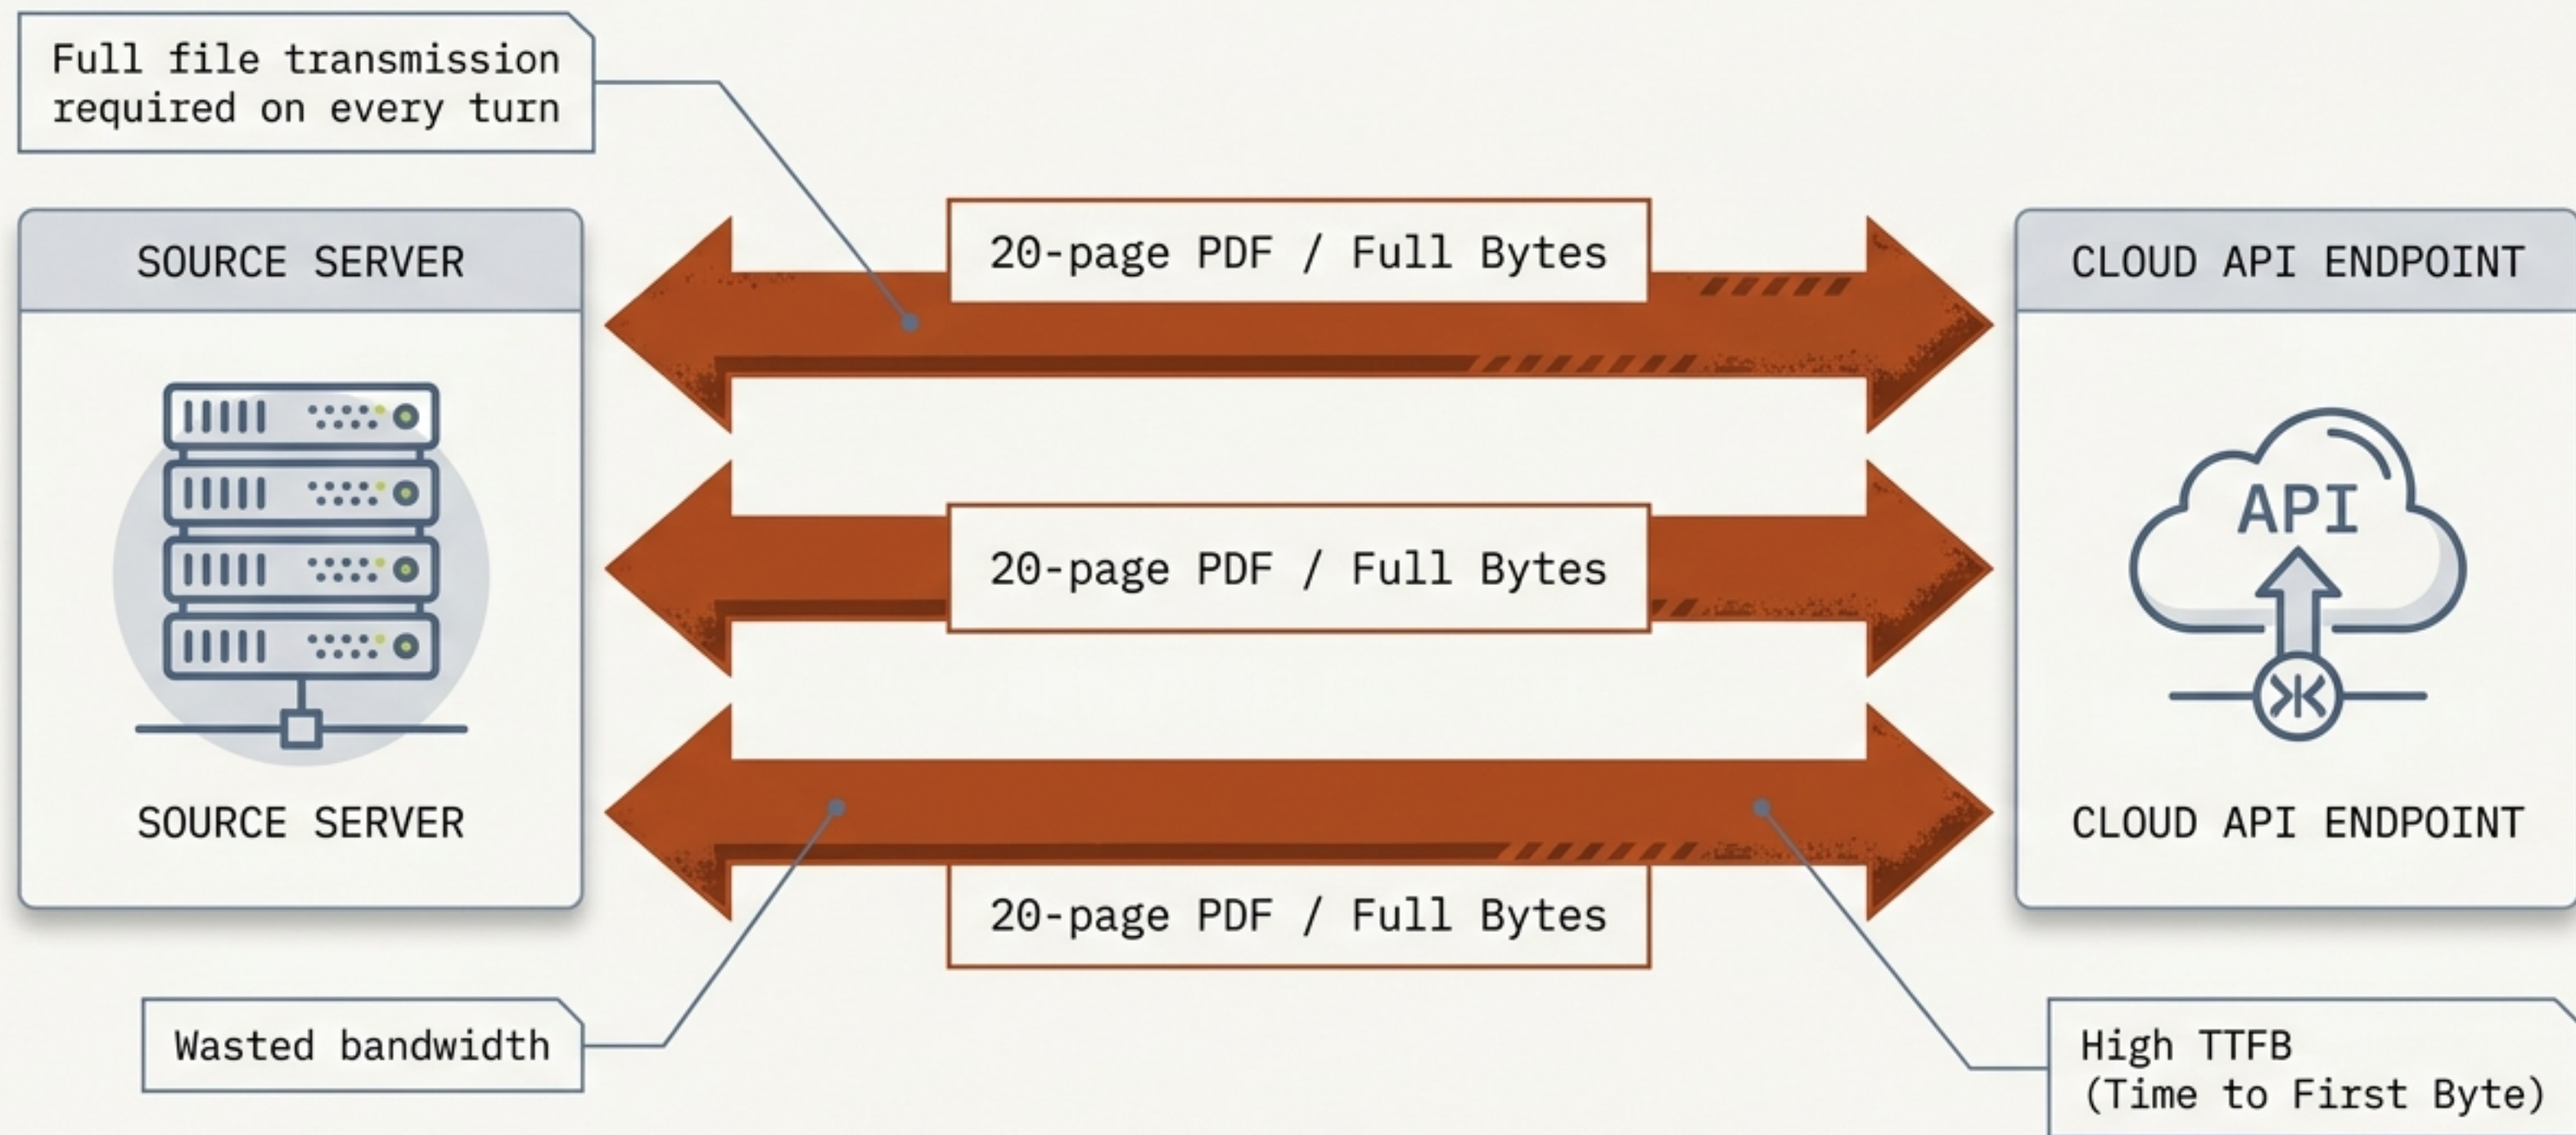 Full file transmission
required on every turn
SOURCE SERVER
SOURCE SERVER
20-page PDF / Full Bytes
20-page PDF / Full Bytes
20-page PDF / Full Bytes
CLOUD API ENDPOINT
API
CLOUD API ENDPOINT
Wasted bandwidth
High TTFB
(Time to First Byte)